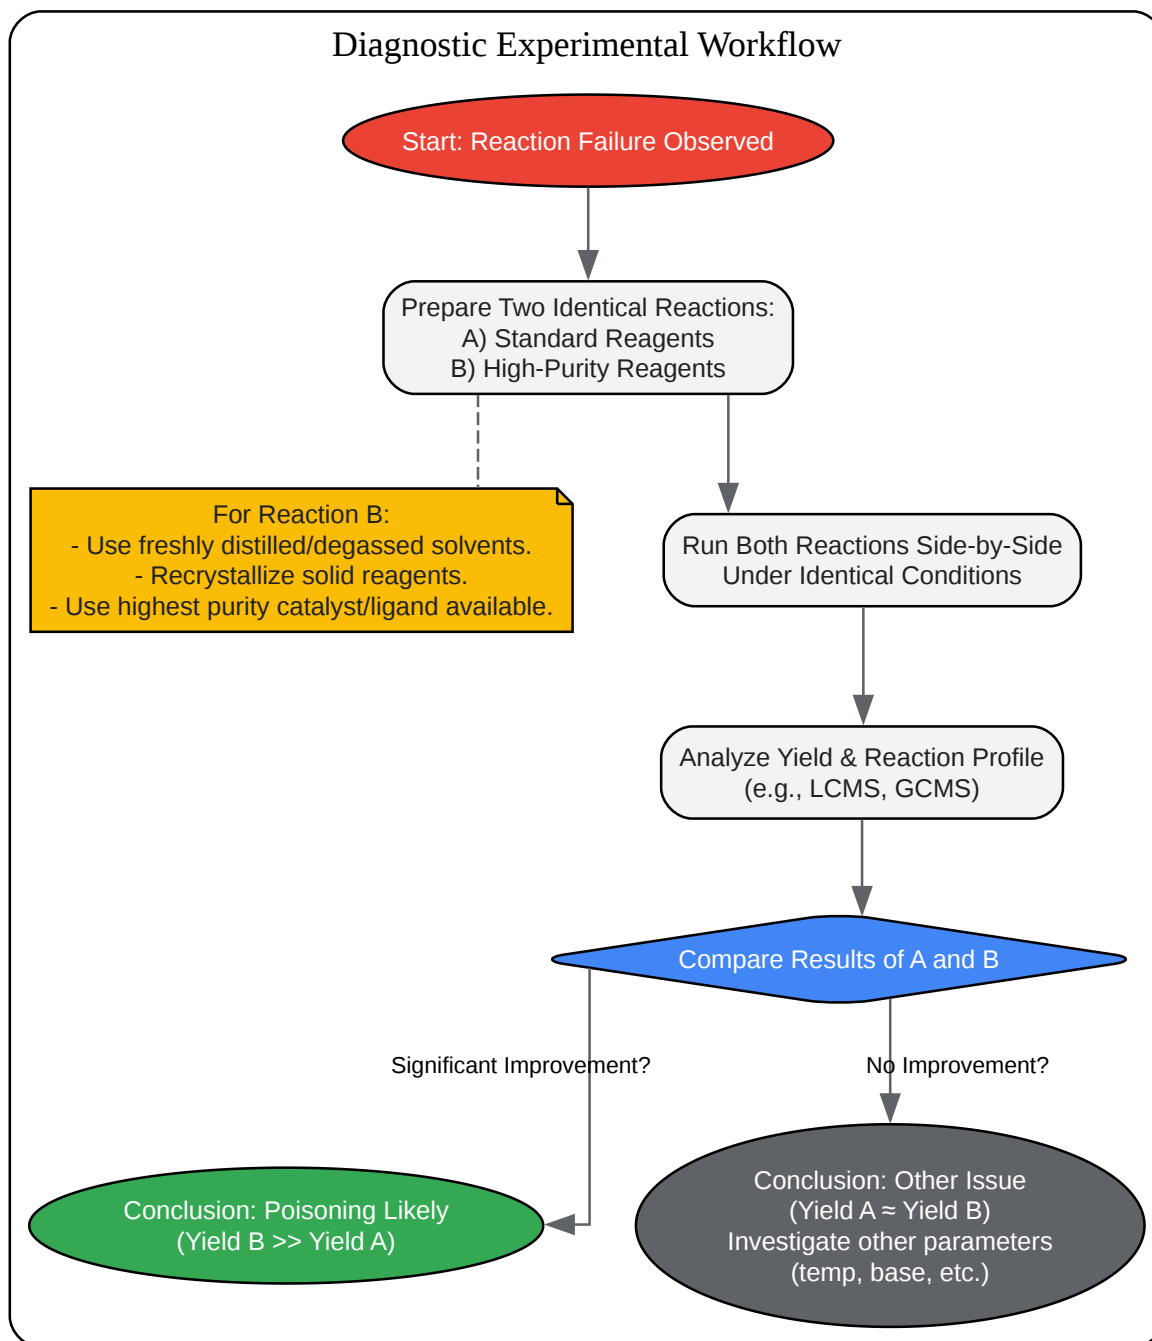 Diagnostic Experimental Workflow
Start: Reaction Failure Observed
Prepare Two Identical Reactions:
A) Standard Reagents
B) High-Purity Reagents
For Reaction B:
- Use freshly distilled/degassed solvents.
- Recrystallize solid reagents.
- Use highest purity catalyst/ligand available.
Run Both Reactions Side-by-Side
Under Identical Conditions
Analyze Yield & Reaction Profile
(e.g., LCMS, GCMS)
Compare Results of A and B
Significant Improvement?
No Improvement?
Conclusion: Poisoning Likely
(Yield B >> Yield A)
Conclusion: Other Issue
(Yield A ≈ Yield B)
Investigate other parameters
(temp, base, etc.)